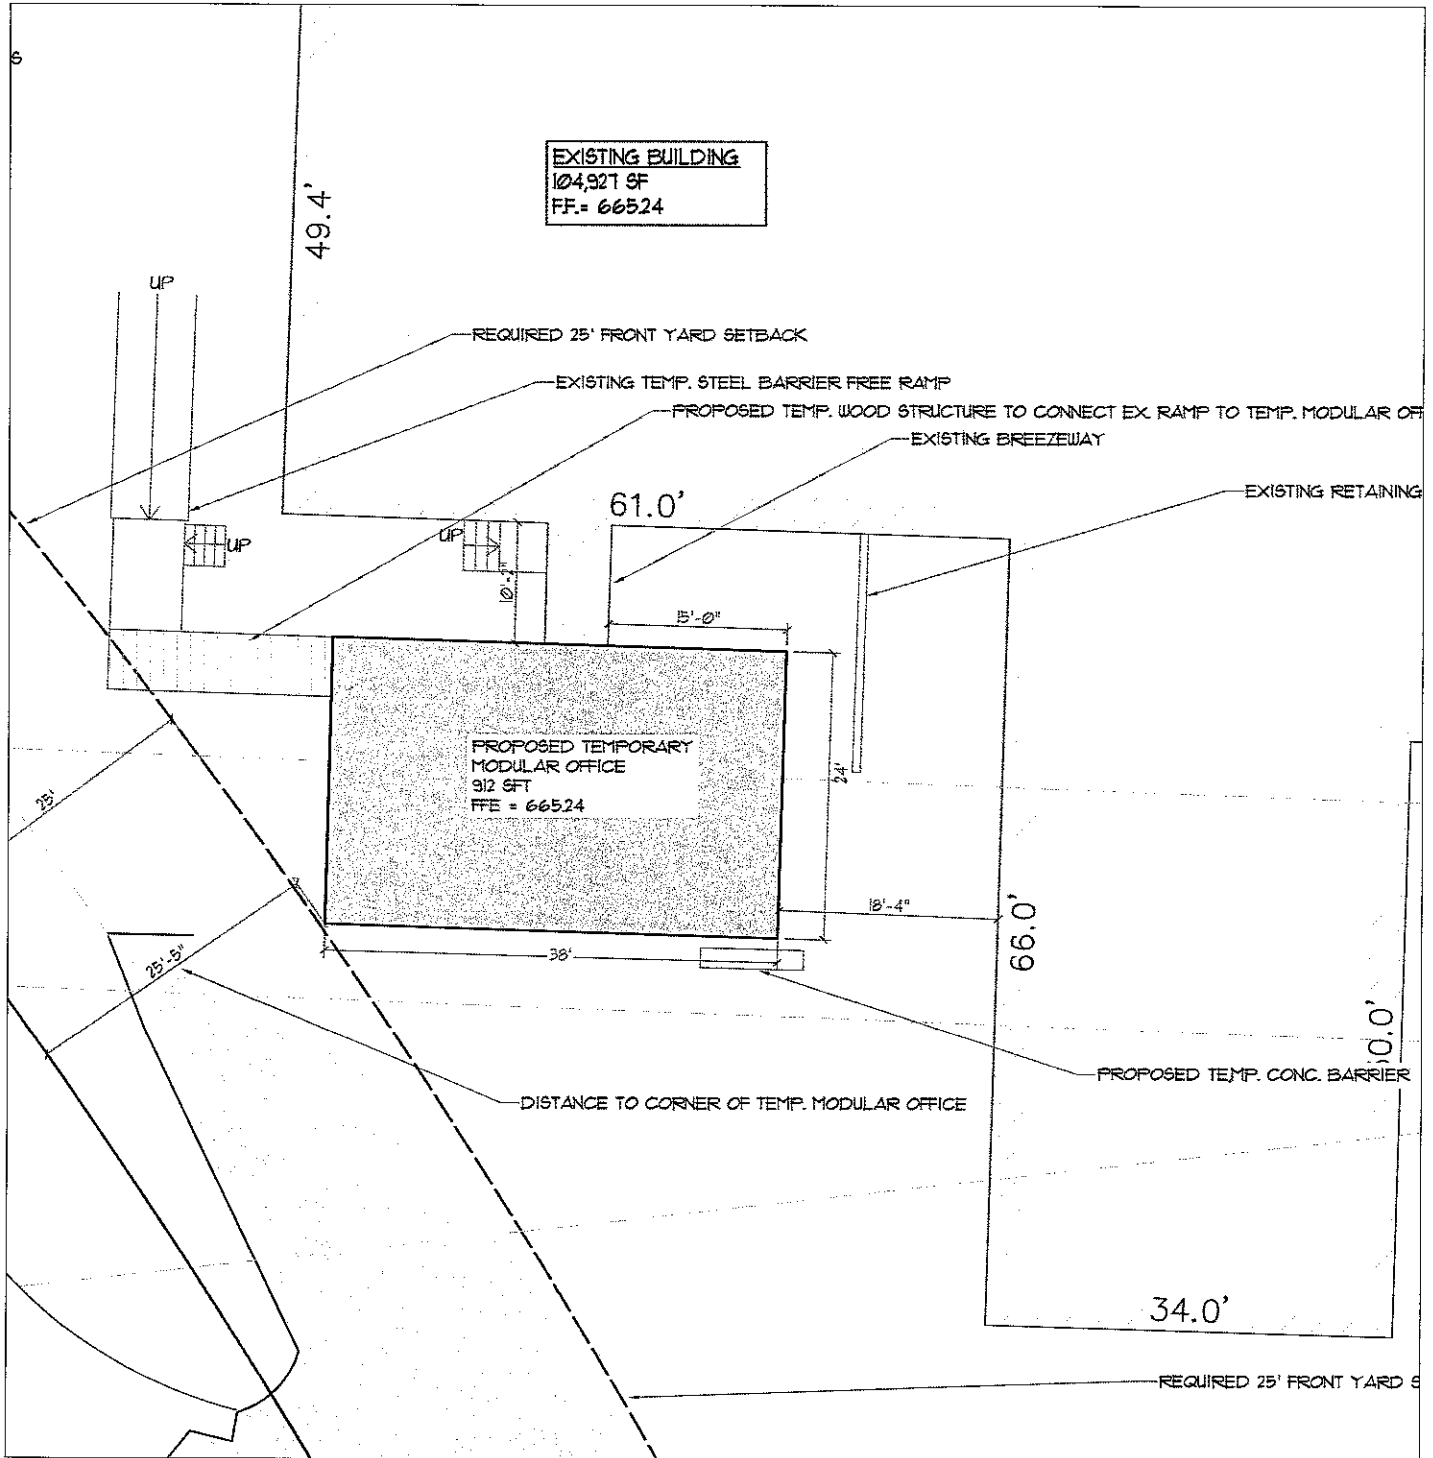 S
EXISTING BUILDING
104,927 SF
F.F.= 665.24
49.4'
UP
REQUIRED 25' FRONT YARD SETBACK
EXISTING TEMP. STEEL BARRIER FREE RAMP
PROPOSED TEMP. WOOD STRUCTURE TO CONNECT EX. RAMP TO TEMP. MODULAR OFF
EXISTING BREEZEWAY
EXISTING RETAINING
61.0'
UP
UP
10'-2"
15'-0"
PROPOSED TEMPORARY
MODULAR OFFICE
912 SFT
FFE = 665.24
24'
25'
18'-4"
66.0'
38'
25'-5"
0.0'
PROPOSED TEMP. CONC. BARRIER
DISTANCE TO CORNER OF TEMP. MODULAR OFFICE
34.0'
REQUIRED 25' FRONT YARD S